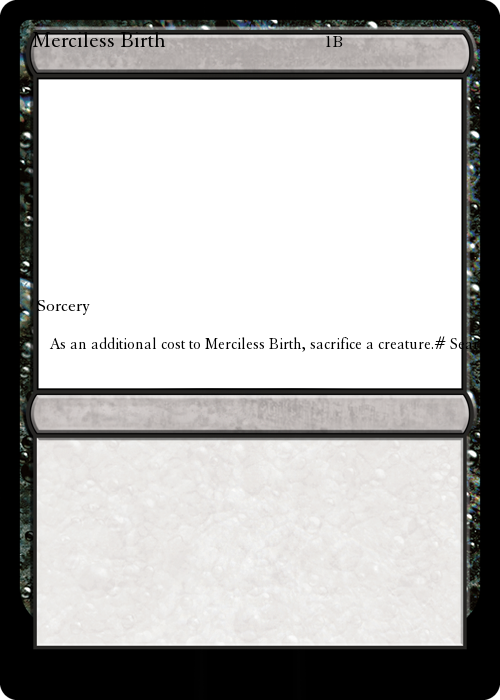 Merciless Birth 1B
Sorcery
As an additional cost to Merciless Birth, sacrifice a creature.#